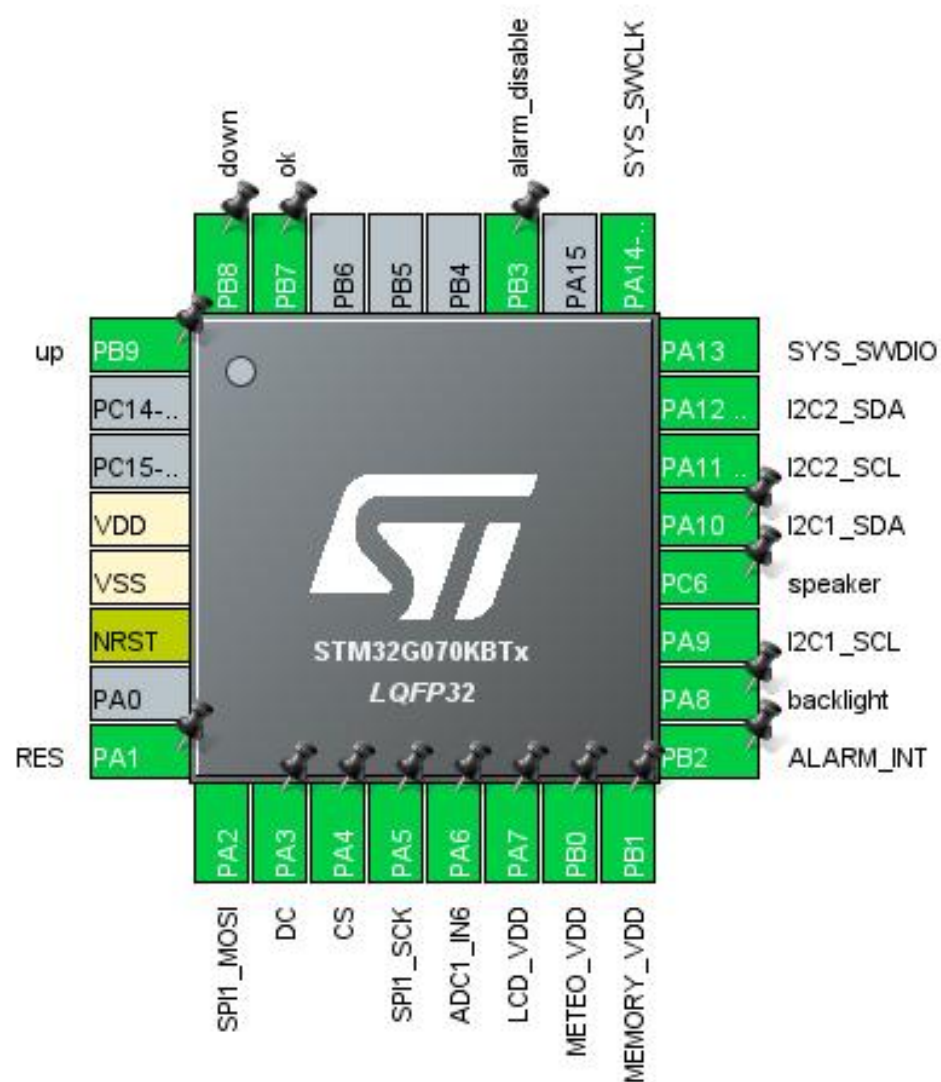 down
ok
alarm_disable
SYS_SWCLK
PB8
PB7
PB6
PB5
PB4
PB3
PA15
PA14-..
up
PB9
PC14-..
PC15-..
VDD
VSS
NRST
PA0
RES
PA1
STM32G070KBTx
LQFP32
PA13
SYS_SWDIO
PA12 ..
I2C2_SDA
PA11 ..
I2C2_SCL
PA10
I2C1_SDA
PC6
speaker
PA9
I2C1_SCL
PA8
backlight
PB2
ALARM_INT
PA2
PA3
PA4
PA5
PA6
PA7
PB0
PB1
SPI1_MOSI
DC
CS
SPI1_SCK
ADC1_IN6
LCD_VDD
METEO_VDD
MEMORY_VDD